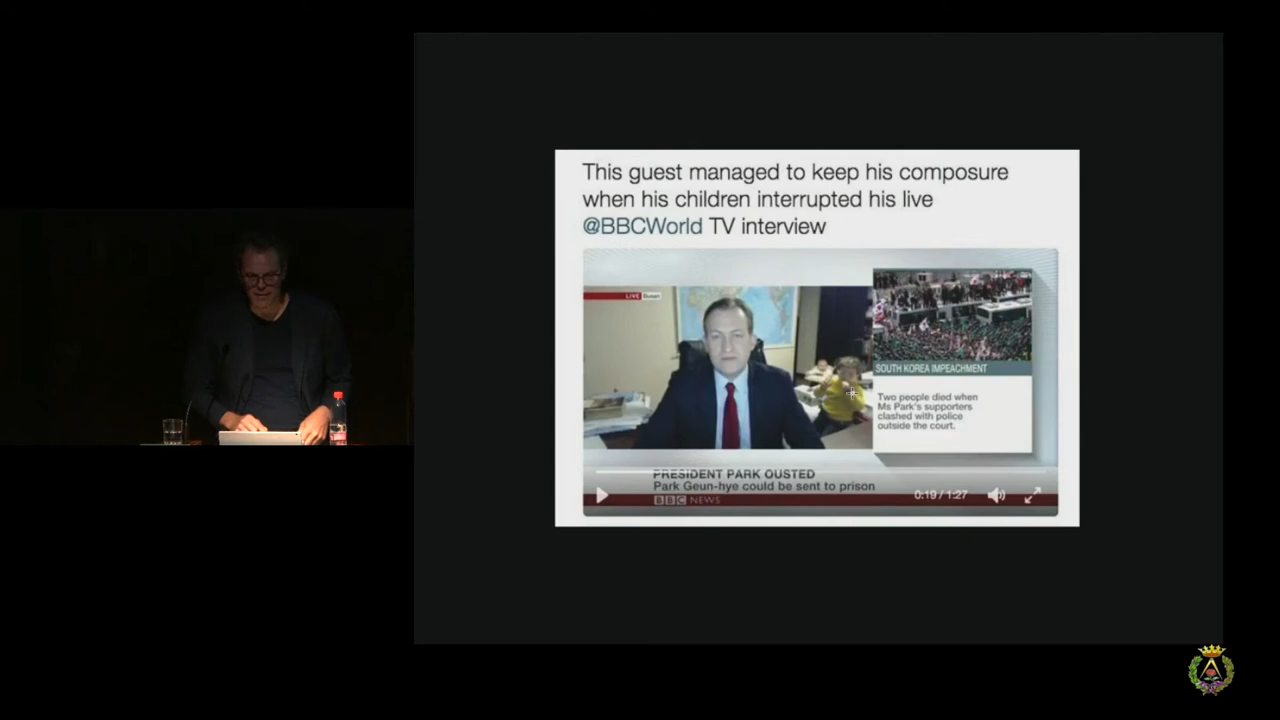 This guest managed to keep his composure
when his children interrupted his live
@BBCWorld TV interview
LIVE Busan
SOUTH KOREA IMPEACHMENT
Two people died when
Ms Park's supporters
clashed with police
outside the court.
PRESIDENT PARK OUSTED
Park Geun-hye could be sent to prison
BBC NEWS
0:19 / 1:27